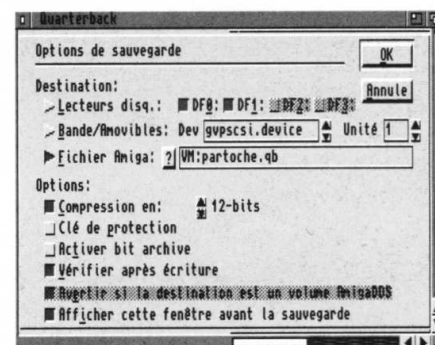 Quarterback
Options de sauvegarde
OK
Destination:
Annule
Lecteurs disq.: DF0: DF1: DF2: DF3:
Bande/Amovibles: Dev gvpscsi.device Unité 1
Fichier Amiga: ? VM:partoche.qb
Options:
Compression en: 12-bits
Clé de protection
Activer bit archive
Vérifier après écriture
Avertir si la destination est un volume AmigaDOS
Afficher cette fenêtre avant la sauvegarde